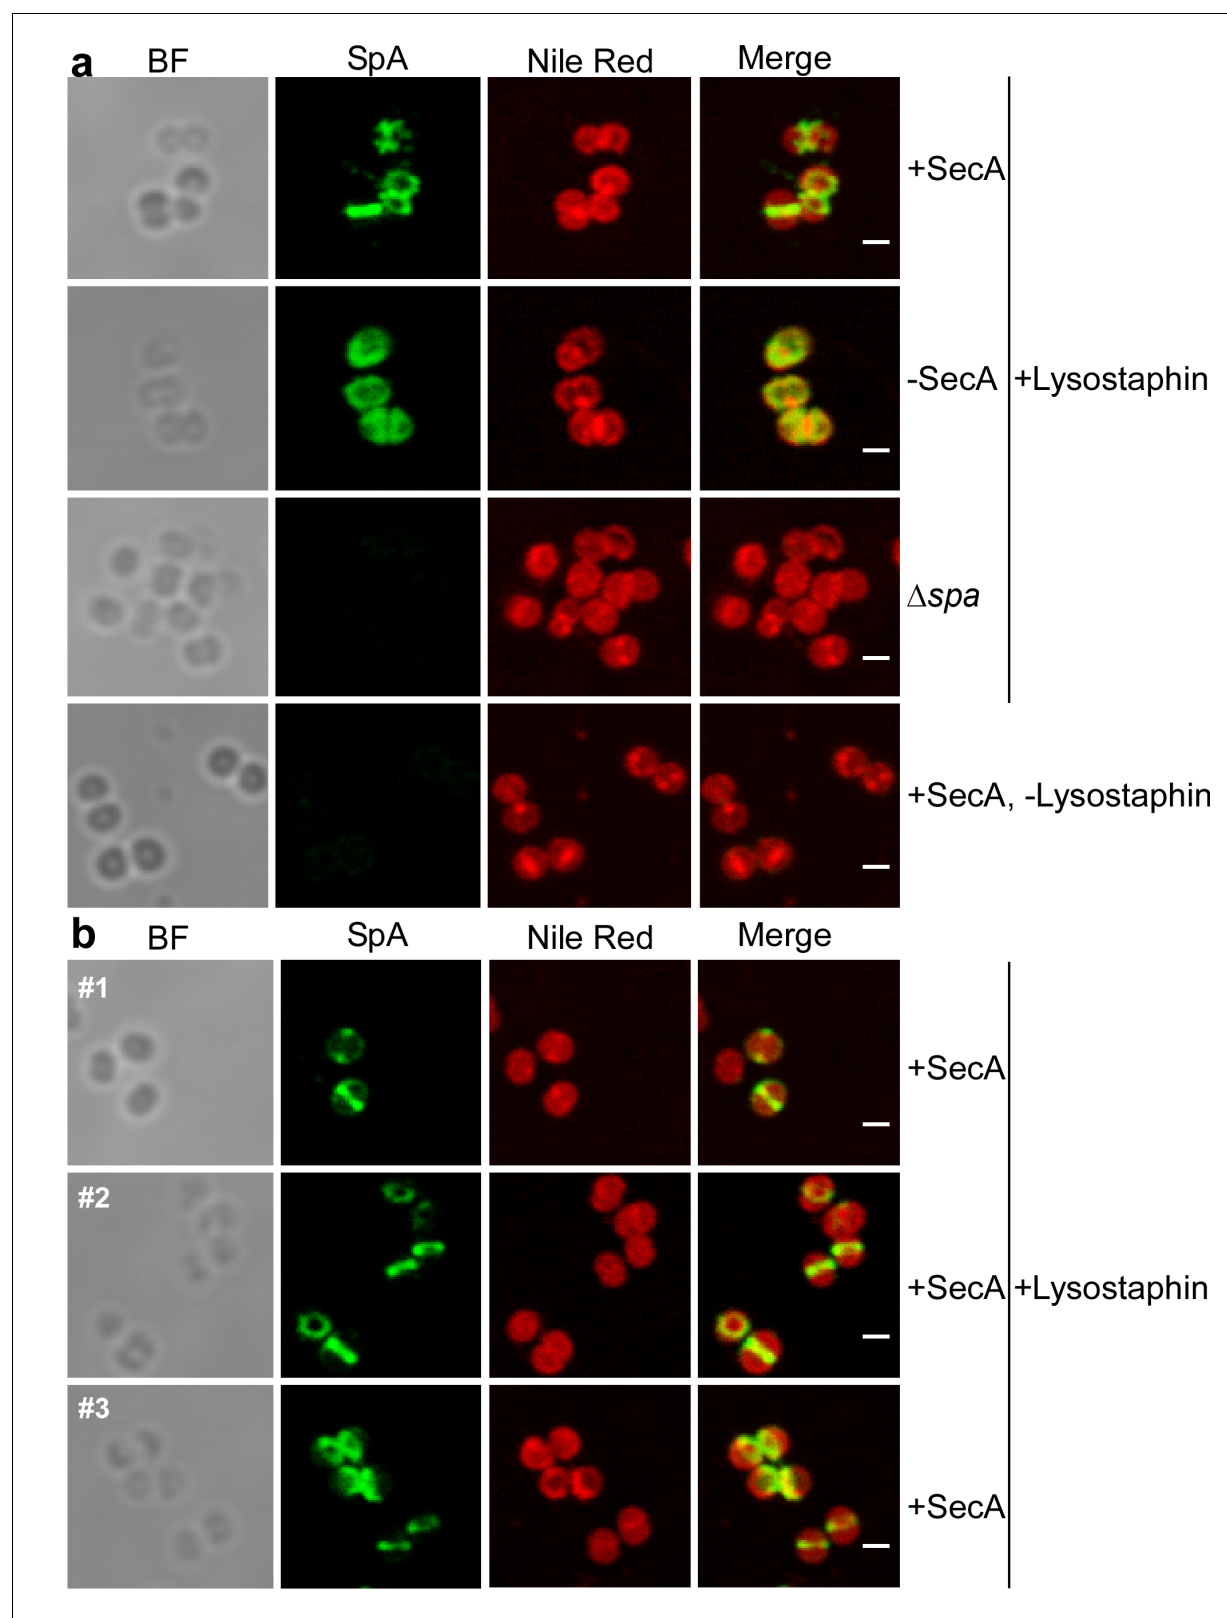 a
BF SpA Nile Red Merge
+SecA
-SecA +Lysostaphin
Δspa
+SecA, -Lysostaphin
b
BF SpA Nile Red Merge
#1
+SecA
#2
+SecA +Lysostaphin
#3
+SecA